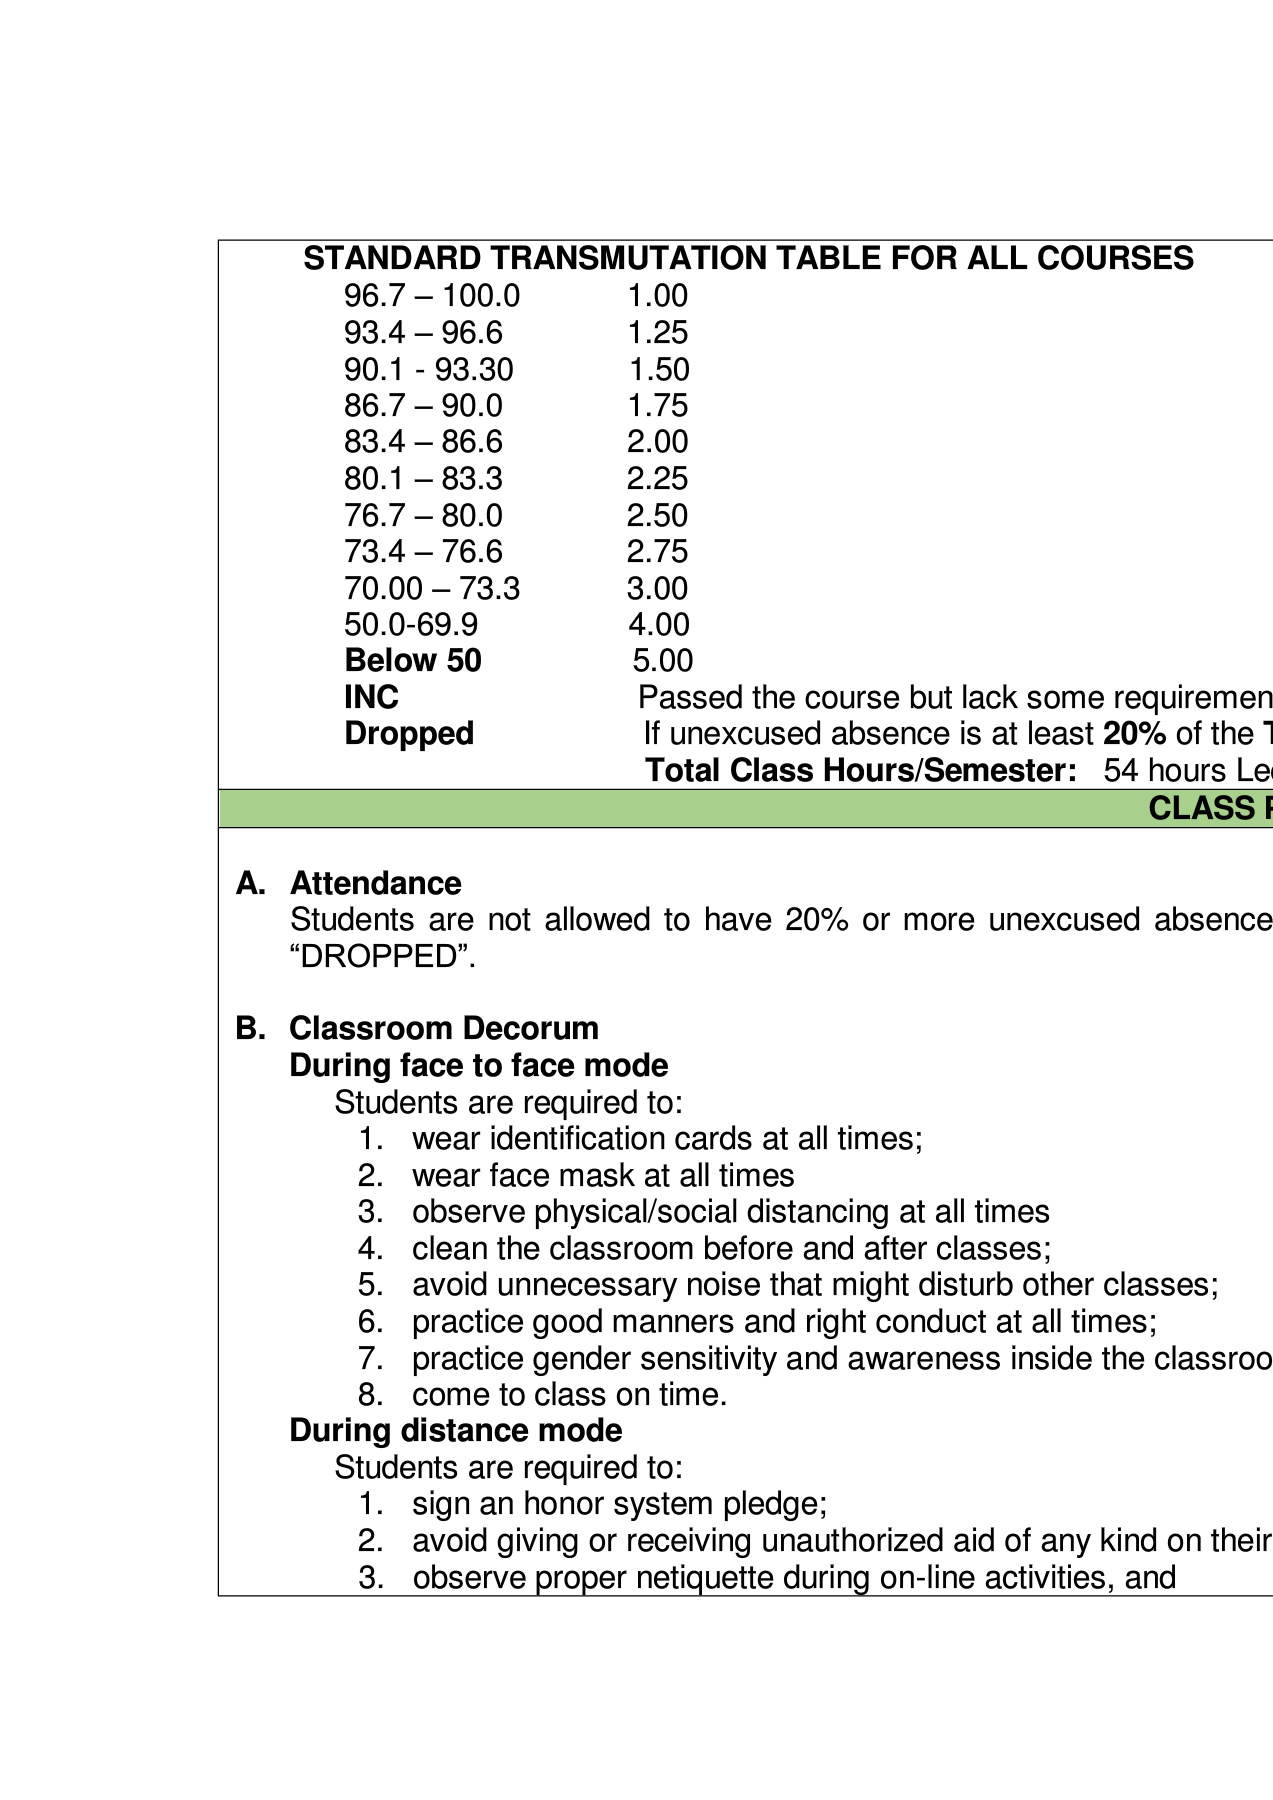 STANDARD TRANSMUTATION TABLE FOR ALL COURSES
96.7 – 100.0 1.00
93.4 – 96.6 1.25
90.1 - 93.30 1.50
86.7 – 90.0 1.75
83.4 – 86.6 2.00
80.1 – 83.3 2.25
76.7 – 80.0 2.50
73.4 – 76.6 2.75
70.00 – 73.3 3.00
50.0-69.9 4.00
Below 50 5.00
INC Passed the course but lack some
Dropped If unexcused absence is at least 20% of the
Total Class Hours/Semester: 54 hours
CLASS
A. Attendance
Students are not allowed to have 20% or more unexcused absence
“DROPPED”.
B. Classroom Decorum
During face to face mode
Students are required to:
1. wear identification cards at all times;
2. wear face mask at all times
3. observe physical/social distancing at all times
4. clean the classroom before and after classes;
5. avoid unnecessary noise that might disturb other classes;
6. practice good manners and right conduct at all times;
7. practice gender sensitivity and awareness inside the
8. come to class on time.
During distance mode
Students are required to:
1. sign an honor system pledge;
2. avoid giving or receiving unauthorized aid of any kind on their
3. observe proper netiquette during on-line activities, and